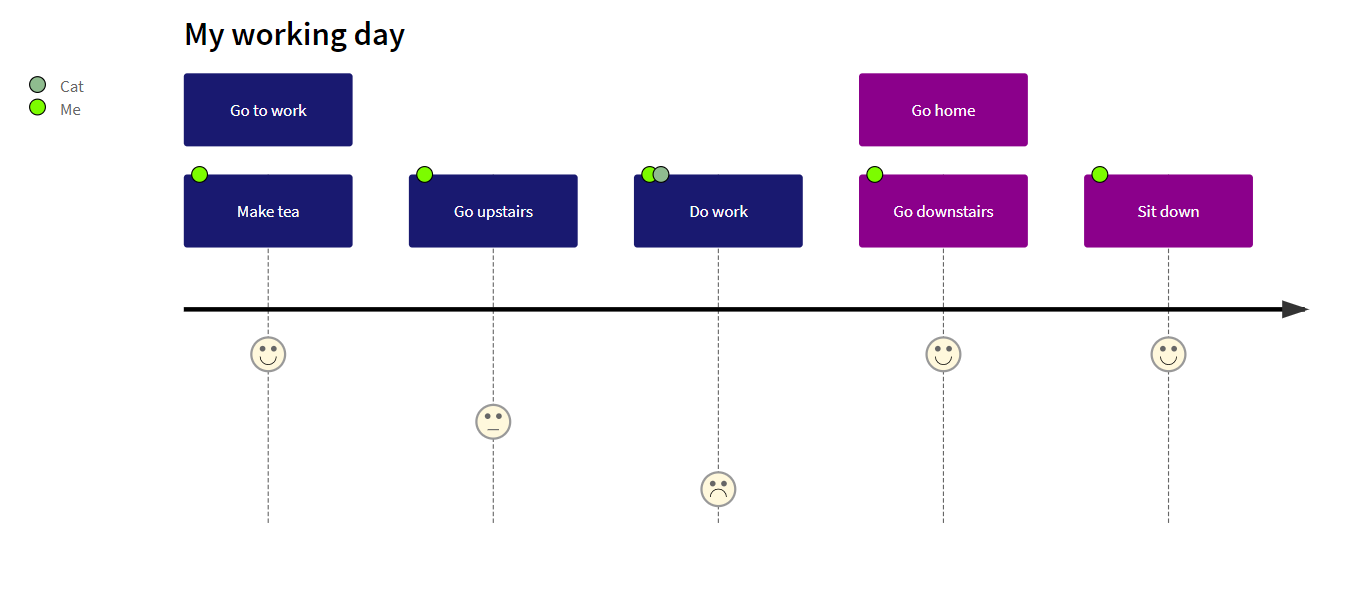 My working day
Cat
Me
Go to work
Go home
Make tea
Go upstairs
Do work
Go downstairs
Sit down